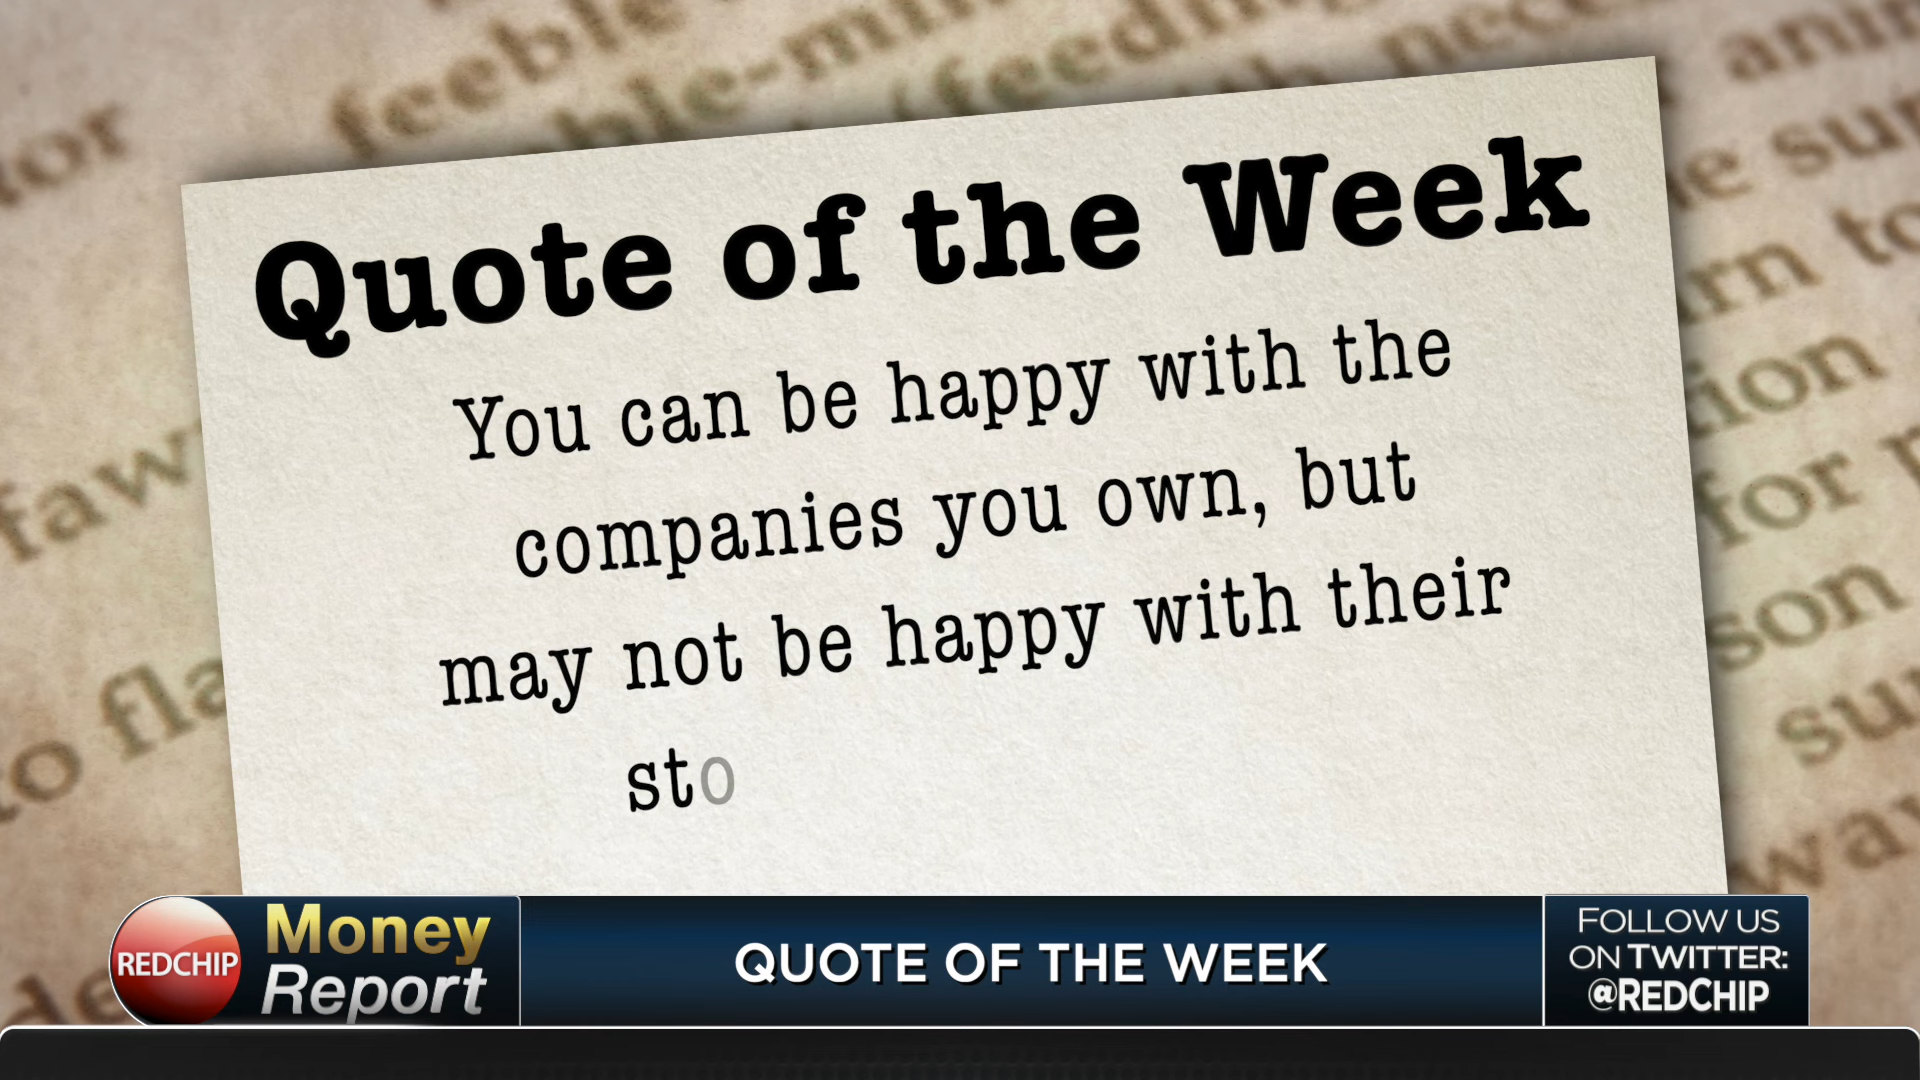 feeble
Quote of the Week
You can be happy with the
companies you own, but
may not be happy with their
sto
REDCHIP
Money
Report
QUOTE OF THE WEEK
FOLLOW US
ON TWITTER:
@REDCHIP